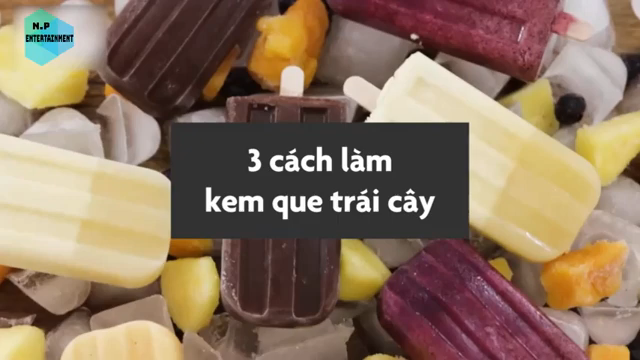 N.P
ENTERTAINMENT
3 cách làm
kem que trái cây